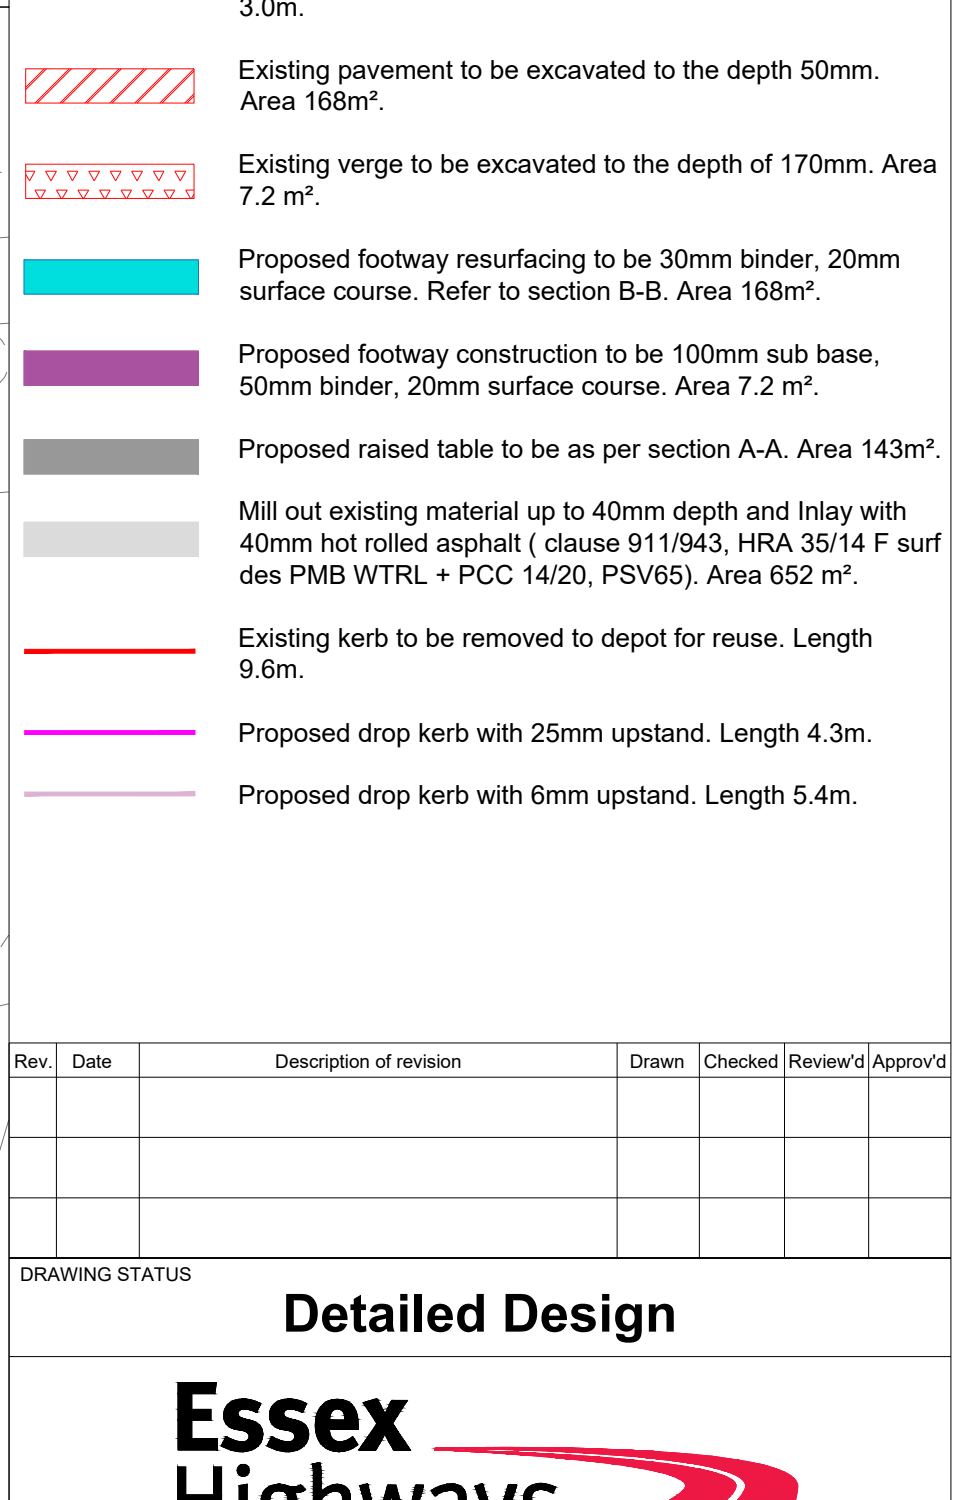 3.0m.
Existing pavement to be excavated to the depth 50mm.
Area 168m².
Existing verge to be excavated to the depth of 170mm. Area
7.2 m².
Proposed footway resurfacing to be 30mm binder, 20mm
surface course. Refer to section B-B. Area 168m².
Proposed footway construction to be 100mm sub base,
50mm binder, 20mm surface course. Area 7.2 m².
Proposed raised table to be as per section A-A. Area 143m².
Mill out existing material up to 40mm depth and Inlay with
40mm hot rolled asphalt ( clause 911/943, HRA 35/14 F surf
des PMB WTRL + PCC 14/20, PSV65). Area 652 m².
Existing kerb to be removed to depot for reuse. Length
9.6m.
Proposed drop kerb with 25mm upstand. Length 4.3m.
Proposed drop kerb with 6mm upstand. Length 5.4m.
Rev. Date Description of revision Drawn Checked Review'd Approv'd
DRAWING STATUS
Detailed Design
Essex
Highways